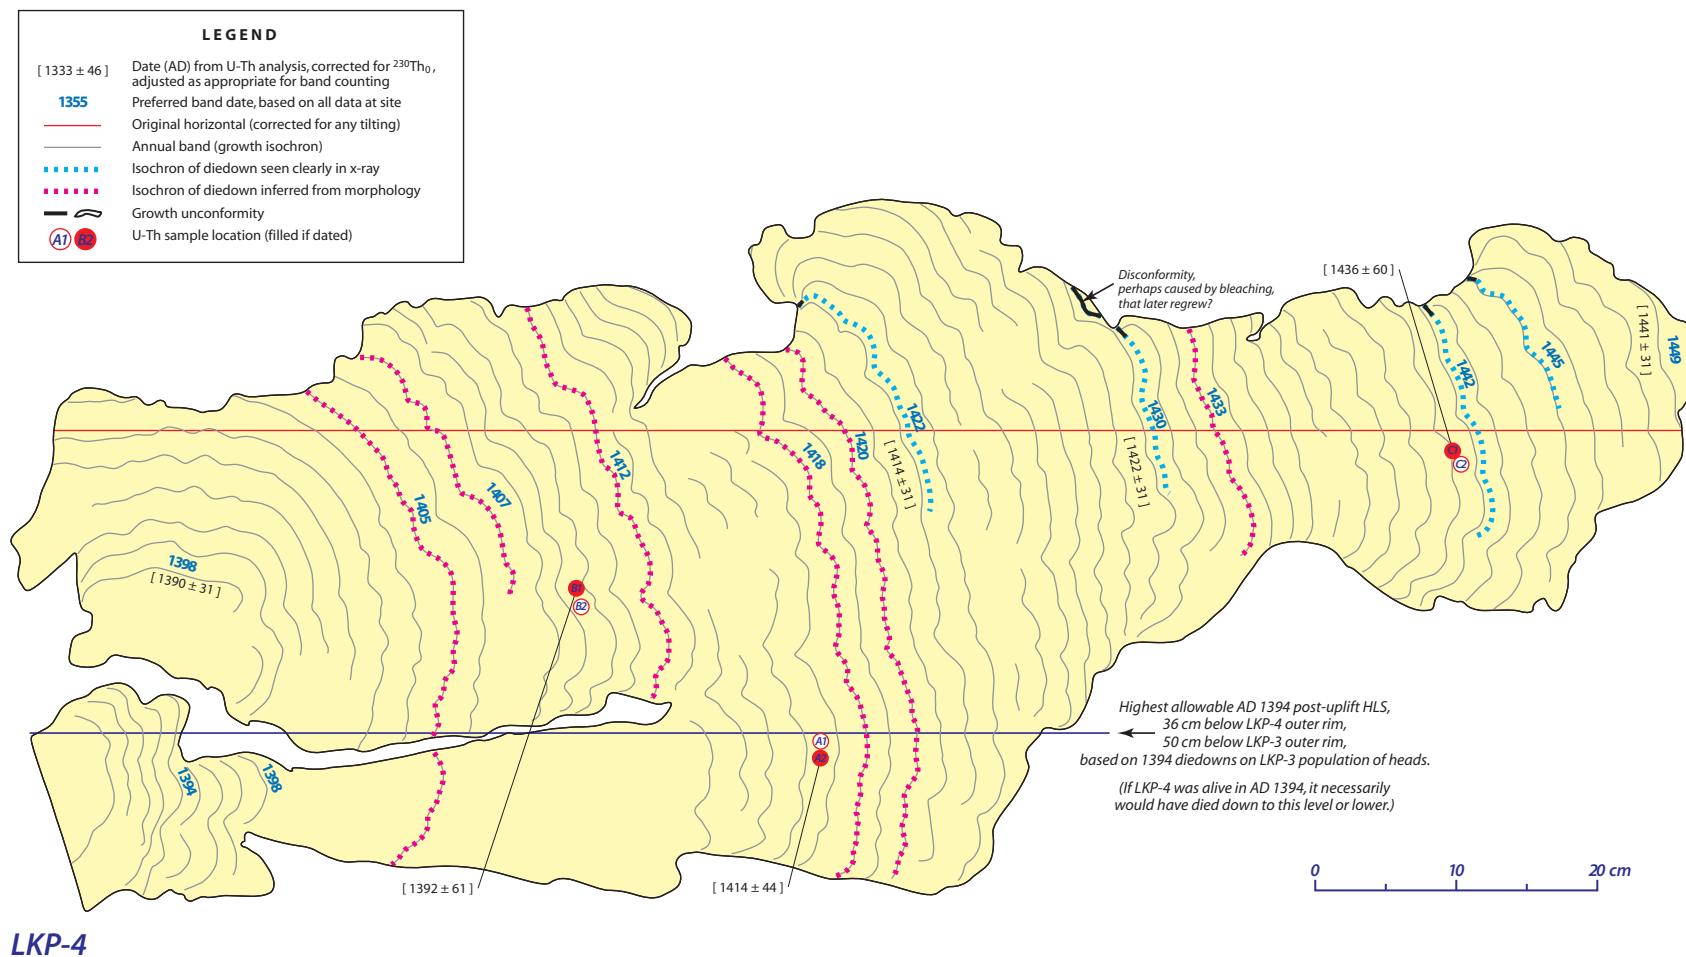 LEGEND
[ 1333 ± 46 ]
Date (AD) from U-Th analysis, corrected for ²³⁰Th₀,
adjusted as appropriate for band counting
1355
Preferred band date, based on all data at site
Original horizontal (corrected for any tilting)
Annual band (growth isochron)
Isochron of diedown seen clearly in x-ray
Isochron of diedown inferred from morphology
Growth unconformity
A1 B2
U-Th sample location (filled if dated)
Disconformity,
perhaps caused by bleaching,
that later regrew?
[ 1436 ± 60 ]
[ 1441 ± 31 ]
1449
1445
1442
1433
1430
[ 1422 ± 31 ]
1422
1420
[ 1414 ± 31 ]
1418
1412
1407
1405
1398
[ 1390 ± 31 ]
C1
C2
B1
B2
A1
A2
1394
1398
Highest allowable AD 1394 post-uplift HLS,
36 cm below LKP-4 outer rim,
50 cm below LKP-3 outer rim,
based on 1394 diedowns on LKP-3 population of heads.
(If LKP-4 was alive in AD 1394, it necessarily
would have died down to this level or lower.)
[ 1392 ± 61 ]
[ 1414 ± 44 ]
0 10 20 cm
LKP-4